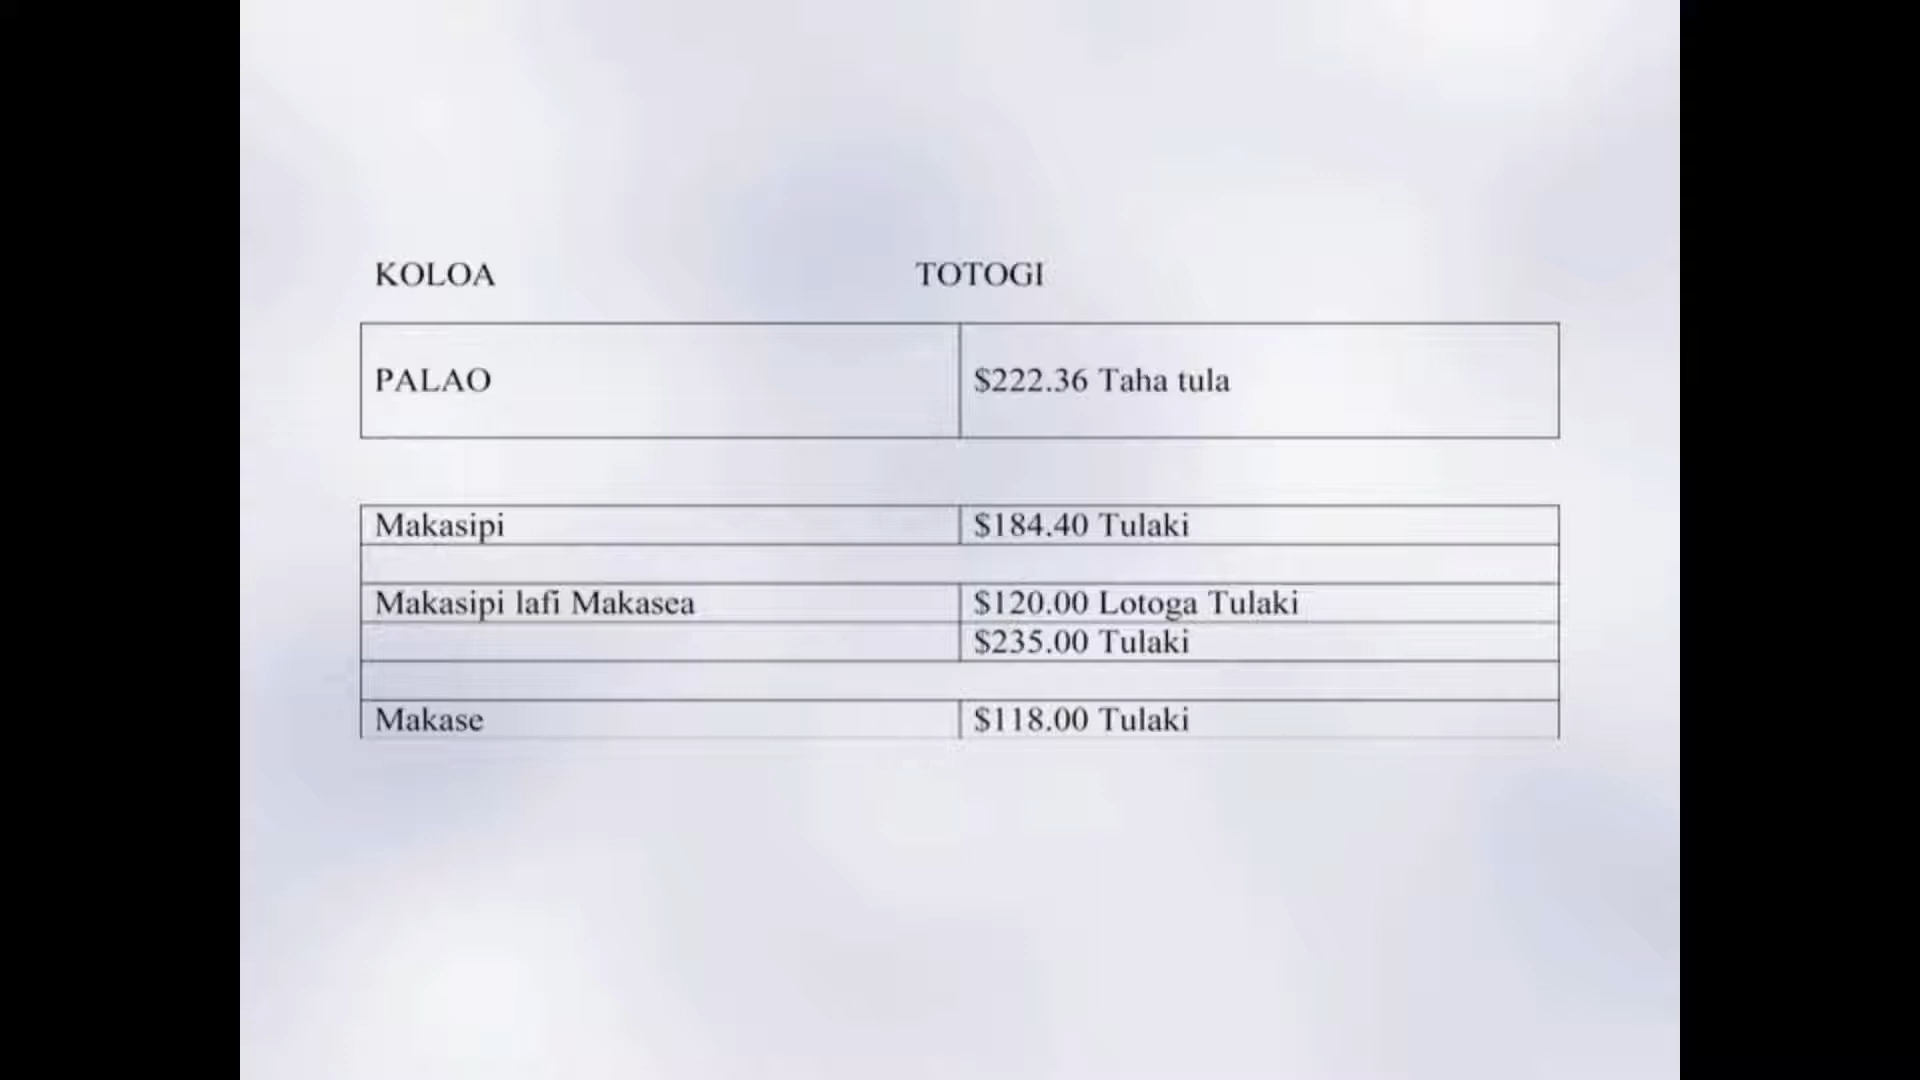 KOLOA TOTOGI
PALAO $222.36 Taha tula
Makasipi $184.40 Tulaki
Makasipi lafi Makasea $120.00 Lotoga Tulaki
$235.00 Tulaki
Makase $118.00 Tulaki